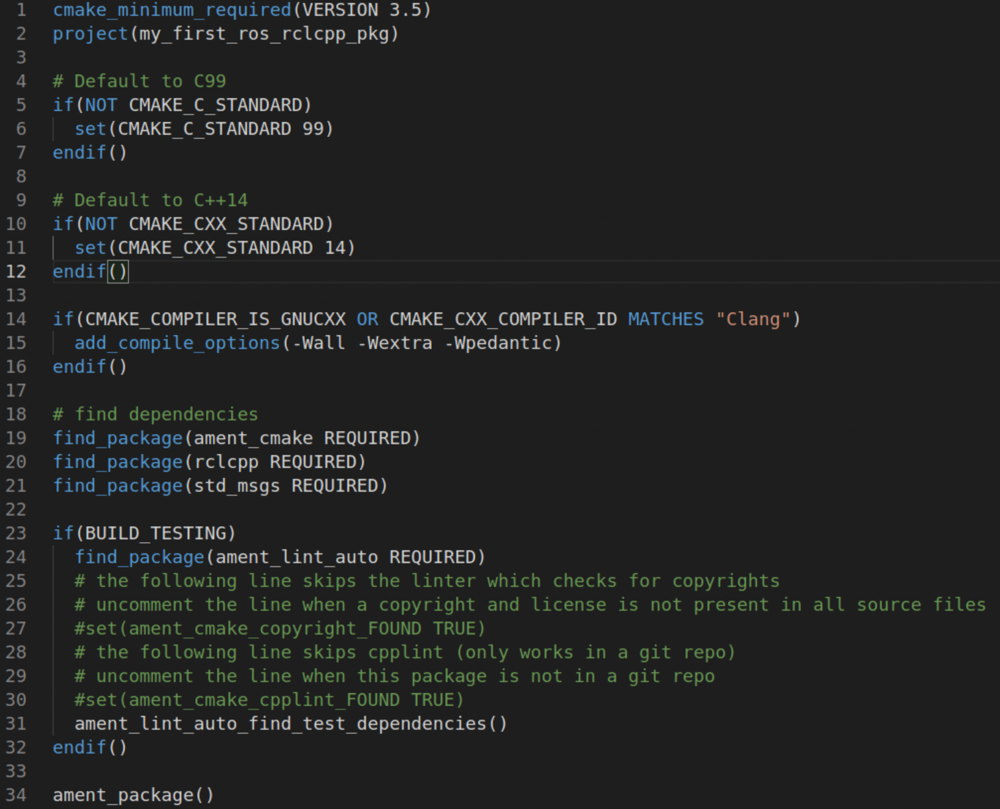 1 cmake_minimum_required(VERSION 3.5)
2 project(my_first_ros_rclcpp_pkg)
3
4 # Default to C99
5 if(NOT CMAKE_C_STANDARD)
6   set(CMAKE_C_STANDARD 99)
7 endif()
8
9 # Default to C++14
10 if(NOT CMAKE_CXX_STANDARD)
11   set(CMAKE_CXX_STANDARD 14)
12 endif()
13
14 if(CMAKE_COMPILER_IS_GNUCXX OR CMAKE_CXX_COMPILER_ID MATCHES "Clang")
15   add_compile_options(-Wall -Wextra -Wpedantic)
16 endif()
17
18 # find dependencies
19 find_package(ament_cmake REQUIRED)
20 find_package(rclcpp REQUIRED)
21 find_package(std_msgs REQUIRED)
22
23 if(BUILD_TESTING)
24   find_package(ament_lint_auto REQUIRED)
25   # the following line skips the linter which checks for copyrights
26   # uncomment the line when a copyright and license is not present in all source files
27   #set(ament_cmake_copyright_FOUND TRUE)
28   # the following line skips cpplint (only works in a git repo)
29   # uncomment the line when this package is not in a git repo
30   #set(ament_cmake_cpplint_FOUND TRUE)
31   ament_lint_auto_find_test_dependencies()
32 endif()
33
34 ament_package()